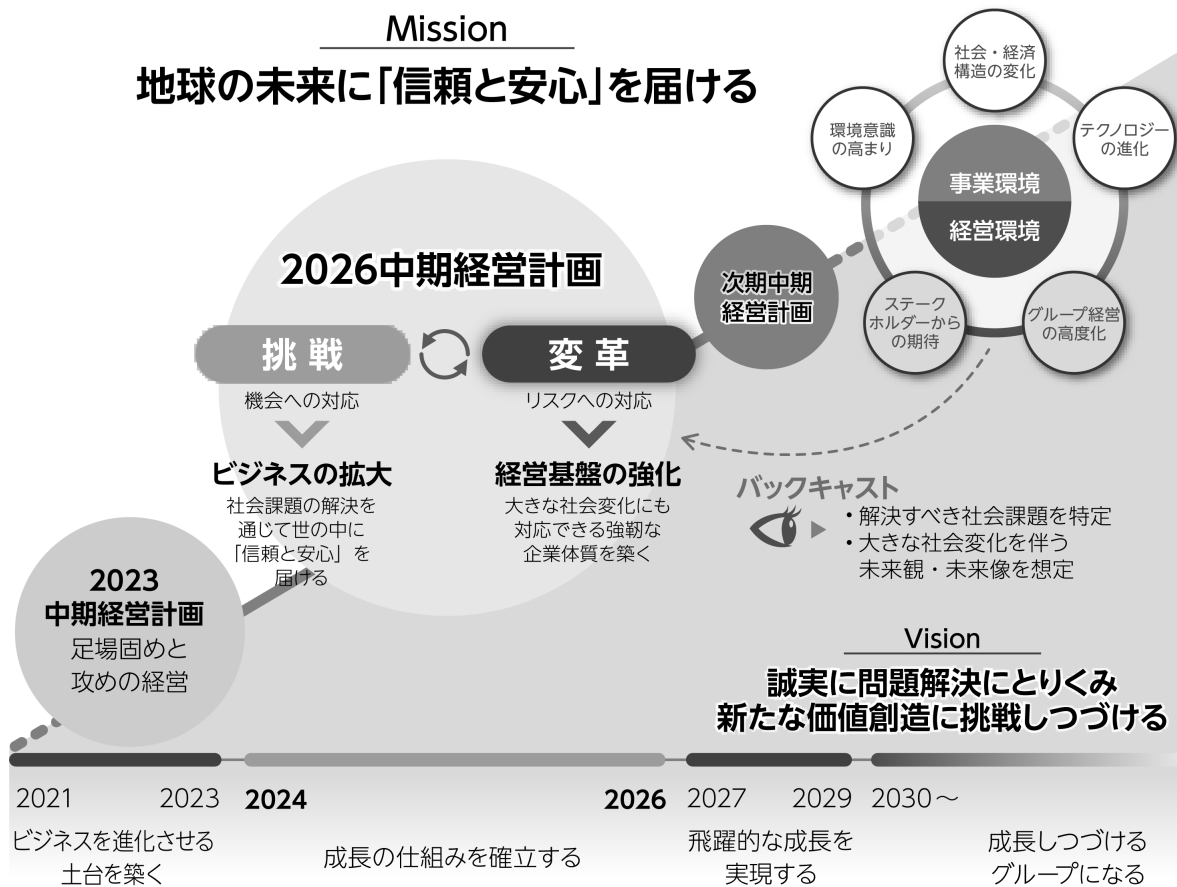 Mission
地球の未来に「信頼と安心」を届ける
社会・経済
構造の変化
環境意識
の高まり
テクノロジー
の進化
事業環境
経営環境
ステーク
ホルダーから
の期待
グループ経営
の高度化
2026中期経営計画
次期中期
経営計画
挑戦
変革
機会への対応
リスクへの対応
ビジネスの拡大
社会課題の解決を
通じて世の中に
「信頼と安心」を
届ける
経営基盤の強化
大きな社会変化にも
対応できる強靭な
企業体質を築く
バックキャスト
・解決すべき社会課題を特定
・大きな社会変化を伴う
未来観・未来像を想定
2023
中期経営計画
足場固めと
攻めの経営
Vision
誠実に問題解決にとりくみ
新たな価値創造に挑戦しつづける
2021 2023 2024 2026 2027 2029 2030～
ビジネスを進化させる
土台を築く
成長の仕組みを確立する
飛躍的な成長を
実現する
成長しつづける
グループになる